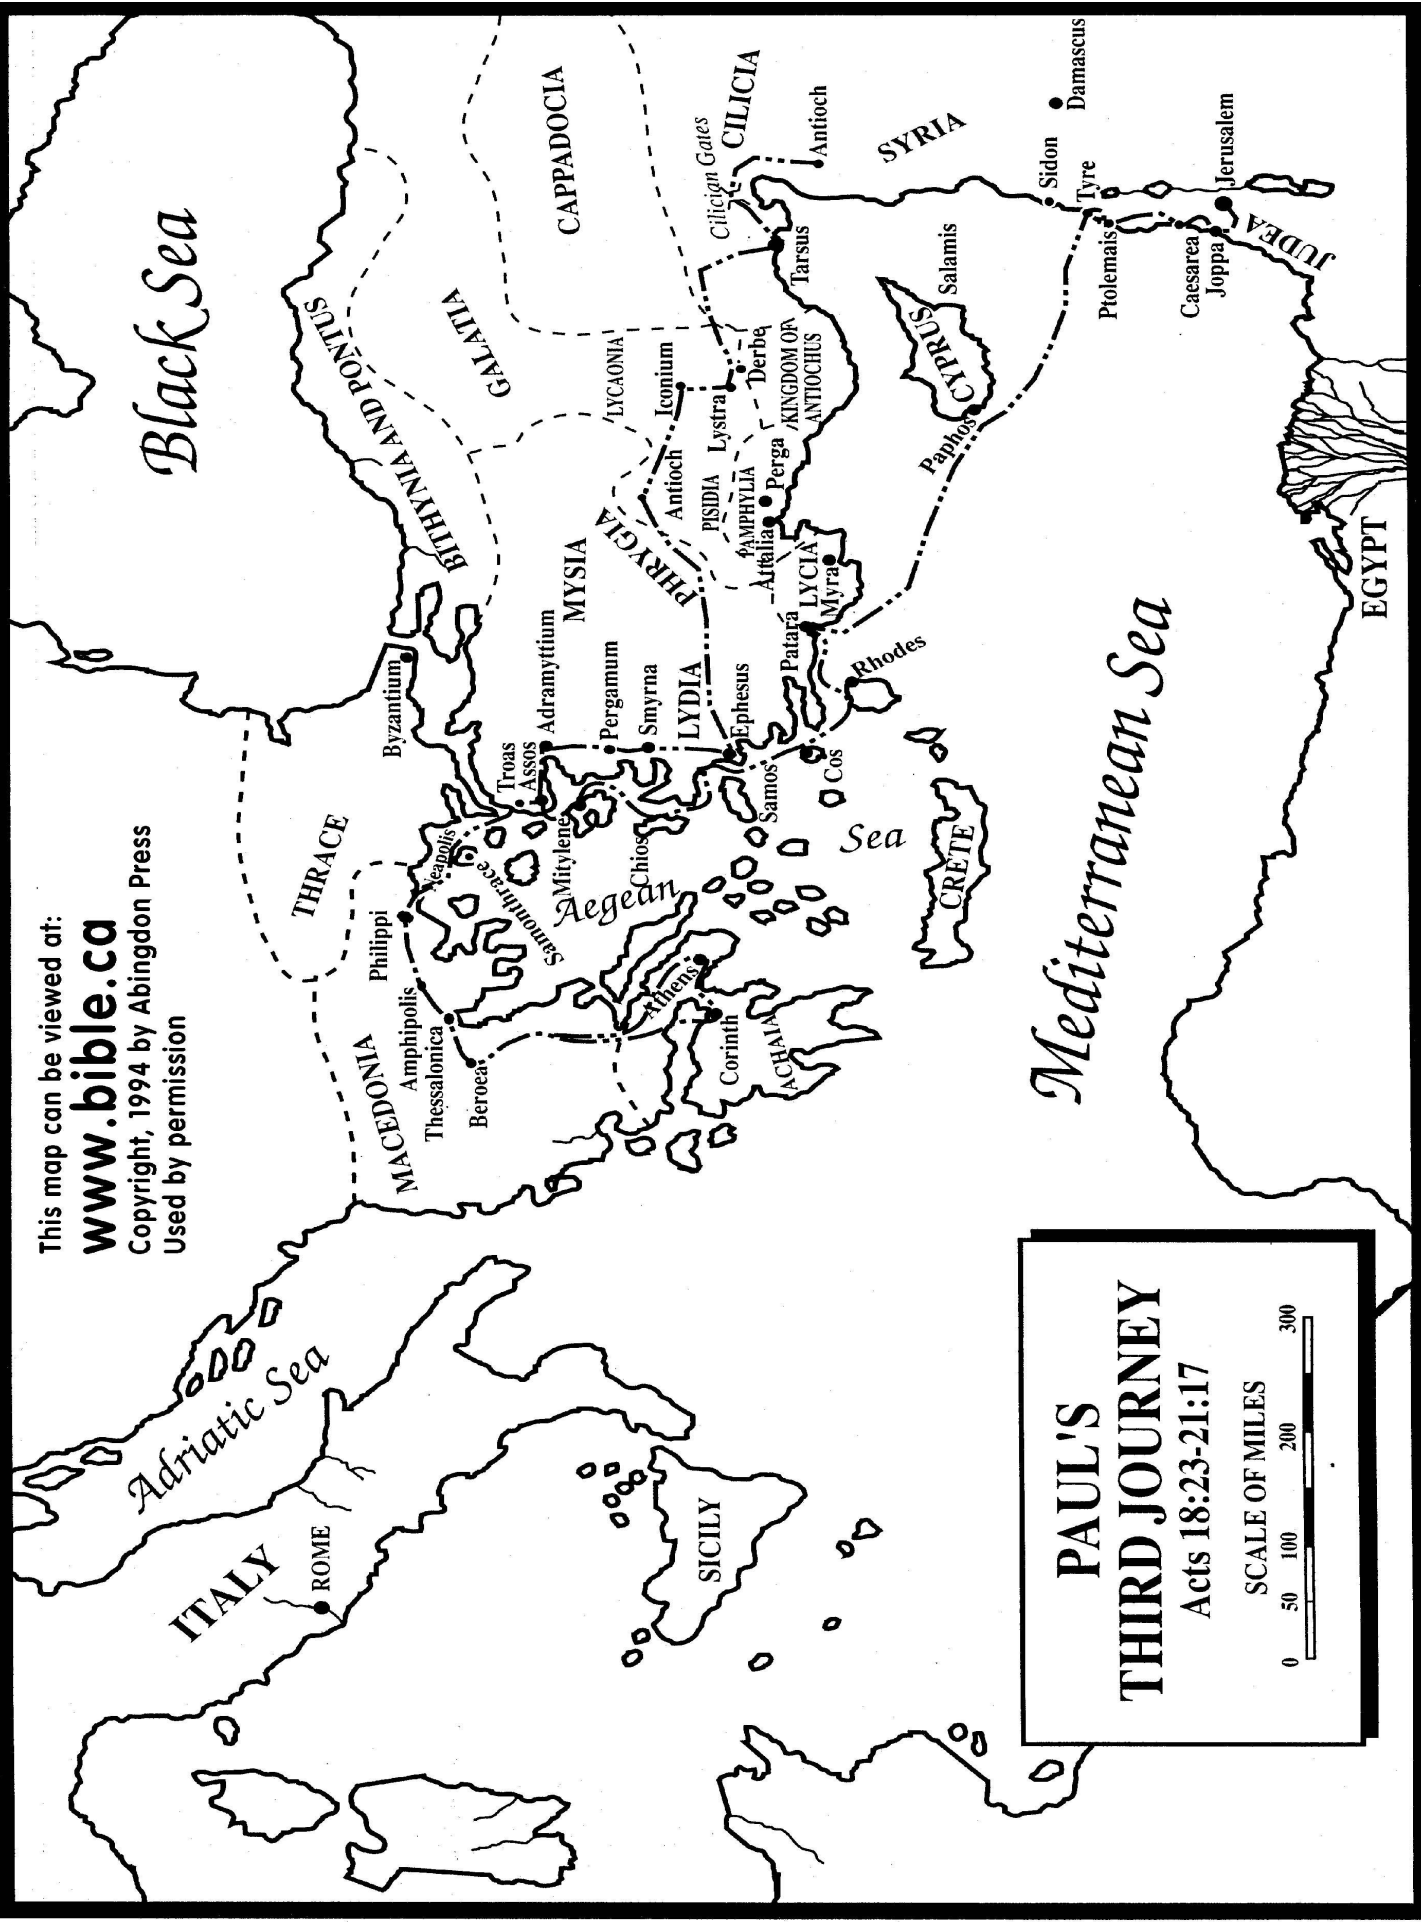 This map can be viewed at:
www.bible.ca
Copyright, 1994 by Abingdon Press
Used by permission
Black Sea
Adriatic Sea
ITALY
ROME
SICILY
MACEDONIA
THRACE
Philippi
Neapolis
Amphipolis
Thessalonica
Beroea
Samonthrace
Aegean
Sea
Athens
Corinth
ACHAIA
Byzantium
BITHYNIA AND PONTUS
GALATIA
CAPPADOCIA
CILICIA
Cilician Gates
Antioch
Tarsus
SYRIA
Damascus
Sidon
Tyre
Ptolemais
Caesarea
Joppa
Jerusalem
JUDEA
LYCAONIA
Iconium
Lystra
Derbe
KINGDOM OF
ANTIOCHUS
Antioch
PISIDIA
PAMPHYLIA
Perga
Attalia
PHRYGIA
MYSIA
LYCIA
Myra
Patara
Rhodes
Troas
Assos
Adramyttium
Pergamum
Smyrna
LYDIA
Ephesus
Mitylene
Chios
Samos
Cos
CRETE
CYPRUS
Salamis
Paphos
Mediterranean Sea
EGYPT
PAUL'S
THIRD JOURNEY
Acts 18:23-21:17
SCALE OF MILES
0 50 100 200 300